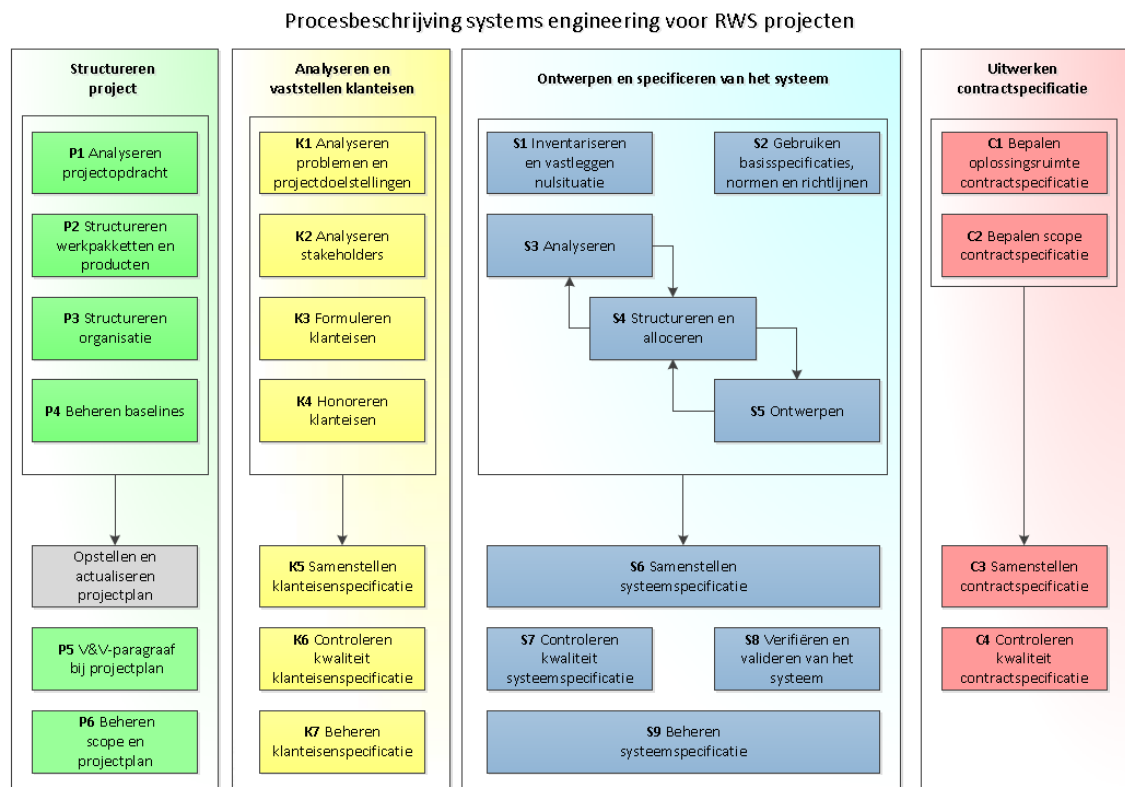 Procesbeschrijving systems engineering voor RWS projecten
Structureren
project
P1 Analyseren
projectopdracht
P2 Structureren
werkpakketten en
producten
P3 Structureren
organisatie
P4 Beheren baselines
Opstellen en
actualiseren
projectplan
P5 V&V-paragraaf
bij projectplan
P6 Beheren
scope en
projectplan
Analyseren en
vaststellen klanteisen
K1 Analyseren
problemen en
projectdoelstellingen
K2 Analyseren
stakeholders
K3 Formuleren
klanteisen
K4 Honoreren
klanteisen
K5 Samenstellen
klanteisenspecificatie
K6 Controleren
kwaliteit
klanteisenspecificatie
K7 Beheren
klanteisenspecificatie
Ontwerpen en specificeren van het systeem
S1 Inventariseren
en vastleggen
nulsituatie
S2 Gebruiken
basisspecificaties,
normen en richtlijnen
S3 Analyseren
S4 Structureren en
alloceren
S5 Ontwerpen
S6 Samenstellen
systeemspecificatie
S7 Controleren
kwaliteit
systeemspecificatie
S8 Verifiëren en
valideren van het
systeem
S9 Beheren
systeemspecificatie
Uitwerken
contractspecificatie
C1 Bepalen
oplossingsruimte
contractspecificatie
C2 Bepalen scope
contractspecificatie
C3 Samenstellen
contractspecificatie
C4 Controleren
kwaliteit
contractspecificatie